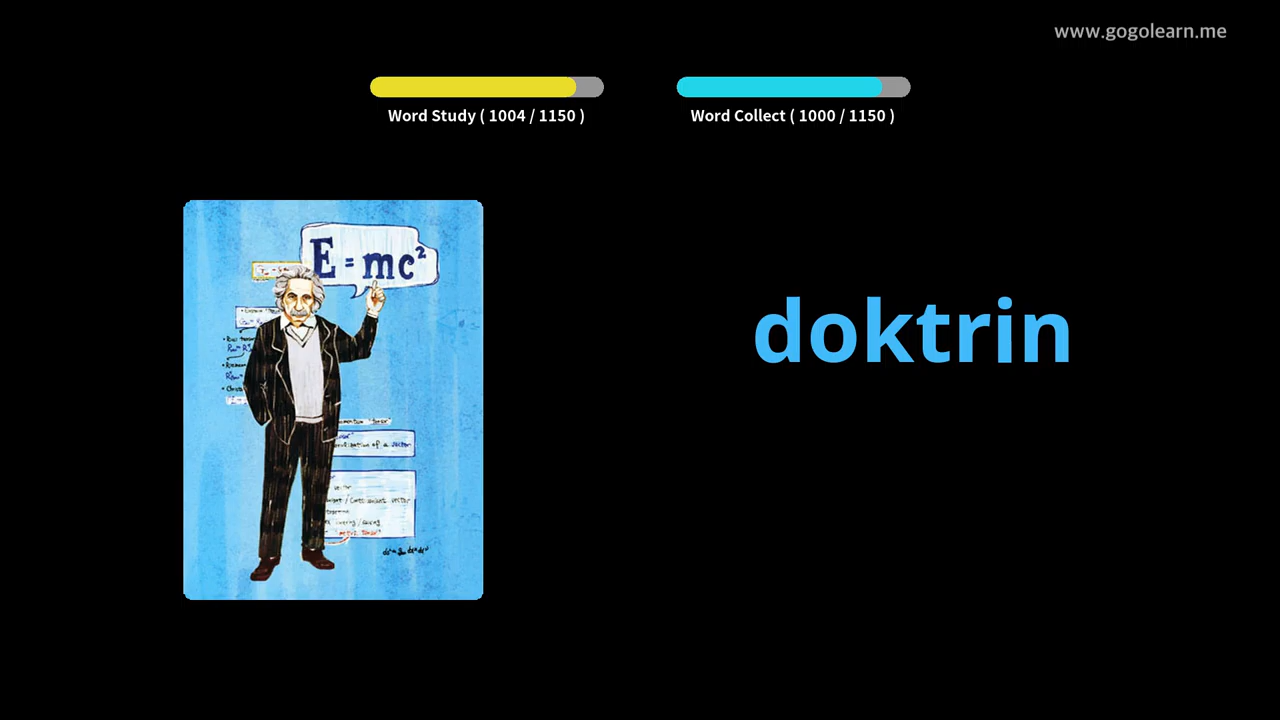 www.gogolearn.me
Word Study ( 1004 / 1150 )
Word Collect ( 1000 / 1150 )
E = mc²
doktrin